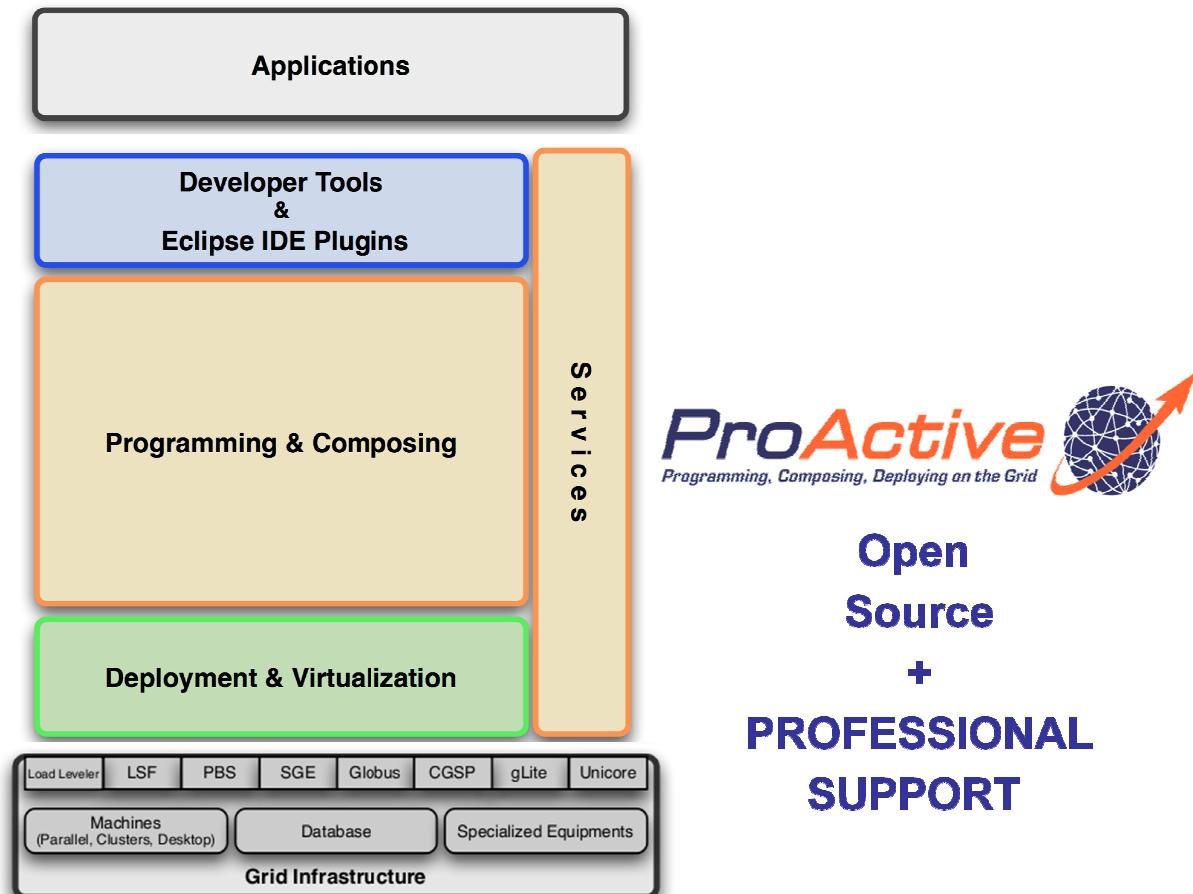 Applications
Developer Tools
&
Eclipse IDE Plugins
Services
Programming & Composing
Deployment & Virtualization
Load Leveler
LSF
PBS
SGE
Globus
CGSP
gLite
Unicore
Machines
(Parallel, Clusters, Desktop)
Database
Specialized Equipments
Grid Infrastructure
ProActive
Programming, Composing, Deploying on the Grid
Open
Source
+
PROFESSIONAL
SUPPORT